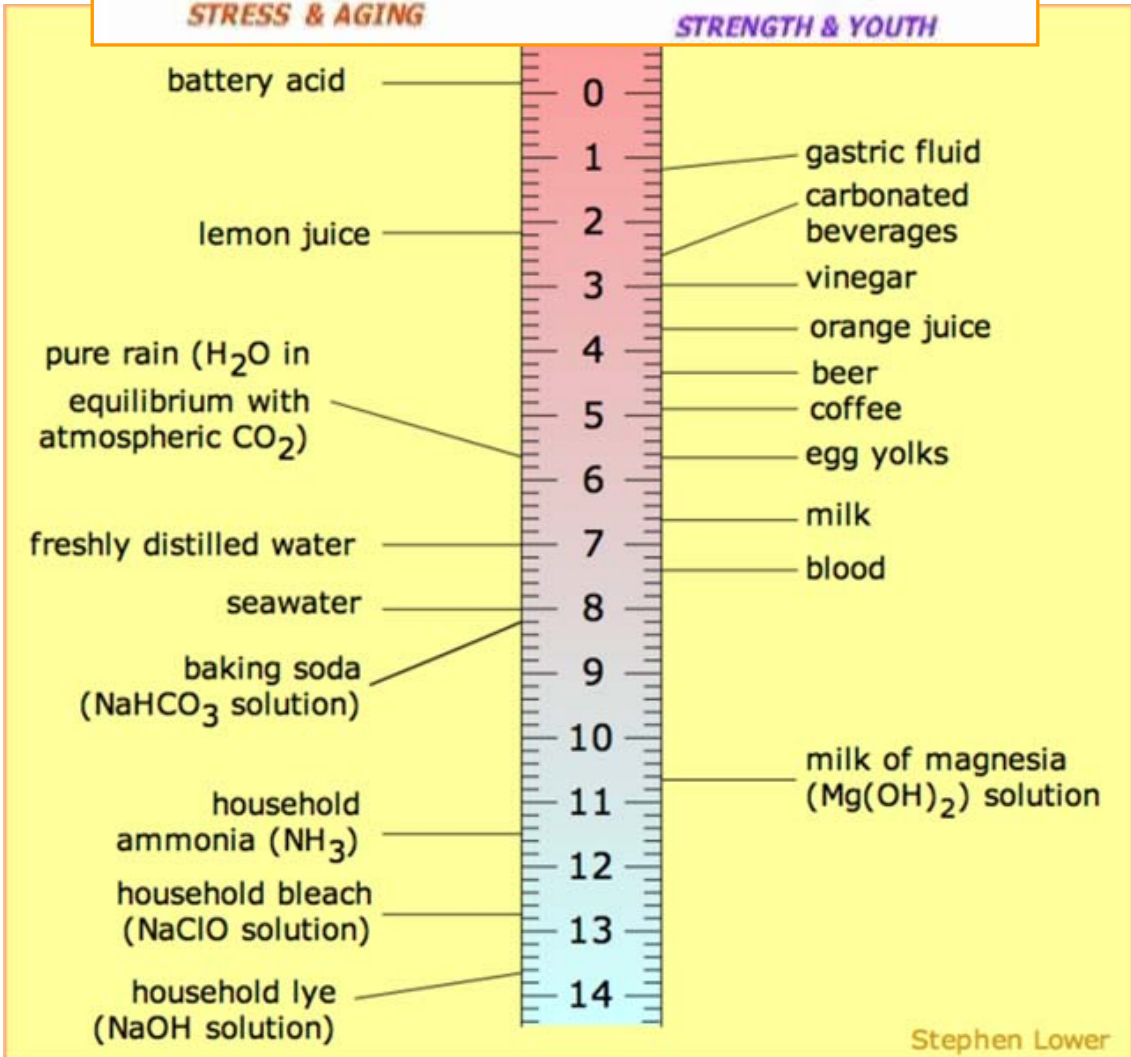 STRESS & AGING
STRENGTH & YOUTH
battery acid
lemon juice
pure rain (H₂O in
equilibrium with
atmospheric CO₂)
freshly distilled water
seawater
baking soda
(NaHCO₃ solution)
household
ammonia (NH₃)
household bleach
(NaClO solution)
household lye
(NaOH solution)
0
1
2
3
4
5
6
7
8
9
10
11
12
13
14
gastric fluid
carbonated
beverages
vinegar
orange juice
beer
coffee
egg yolks
milk
blood
milk of magnesia
(Mg(OH)₂) solution
Stephen Lower